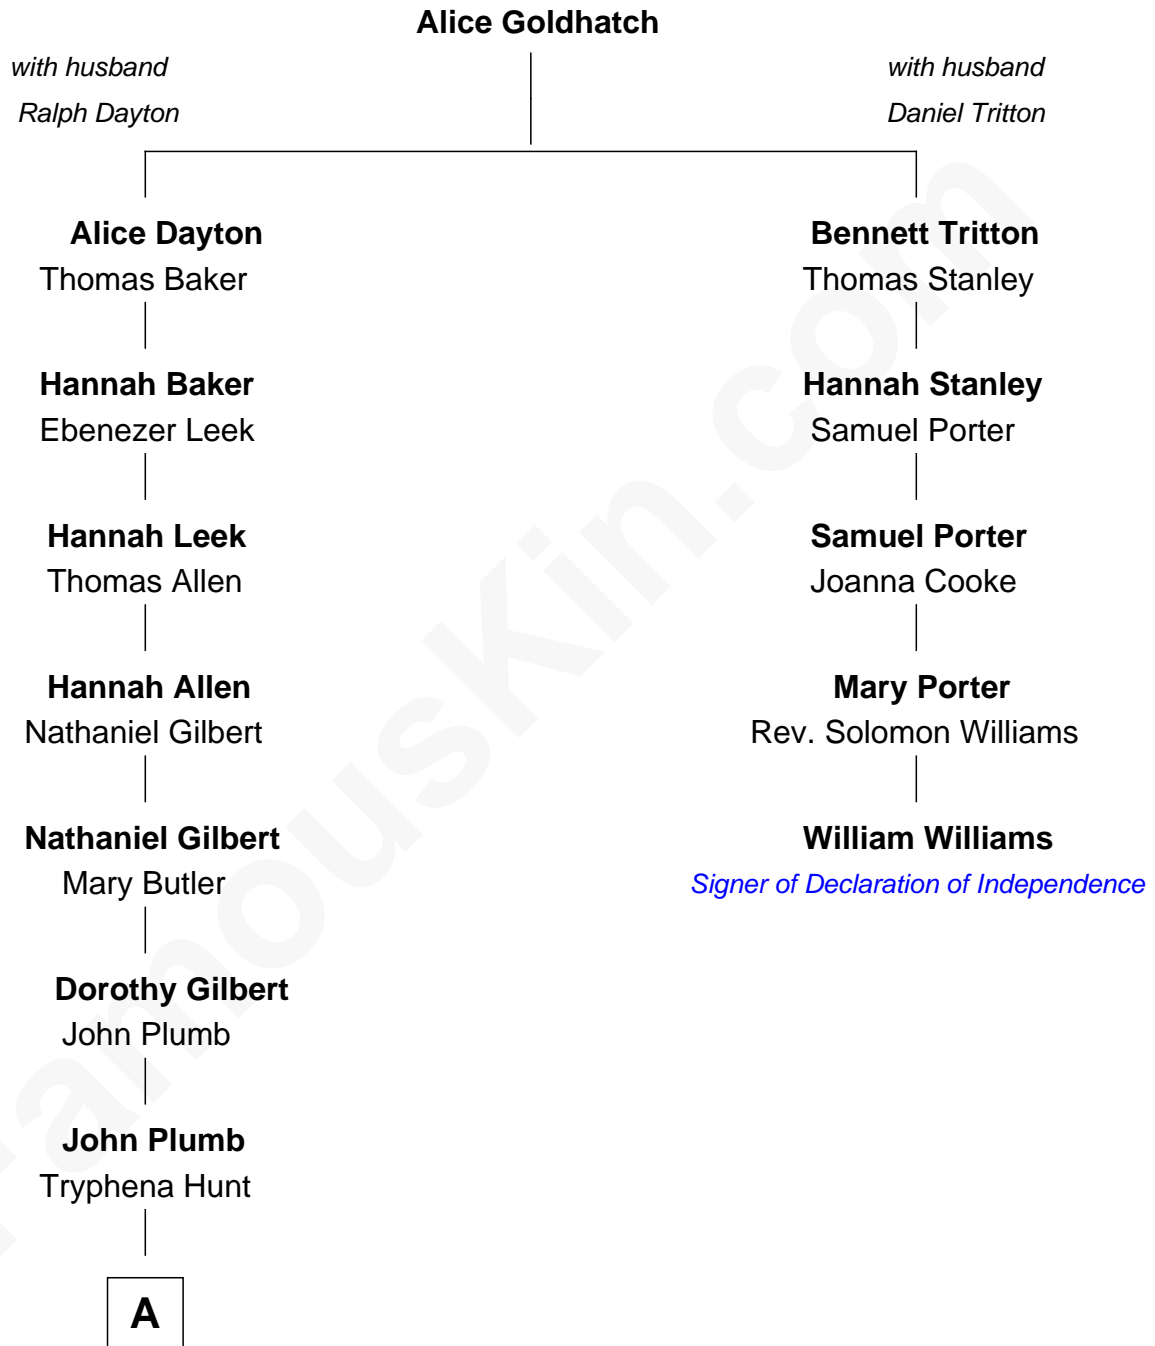 Alice Goldhatch
with husband
Ralph Dayton
with husband
Daniel Tritton
Alice Dayton
Thomas Baker
Bennett Tritton
Thomas Stanley
Hannah Baker
Ebenezer Leek
Hannah Stanley
Samuel Porter
Hannah Leek
Thomas Allen
Samuel Porter
Joanna Cooke
Hannah Allen
Nathaniel Gilbert
Mary Porter
Rev. Solomon Williams
Nathaniel Gilbert
Mary Butler
William Williams
Signer of Declaration of Independence
Dorothy Gilbert
John Plumb
John Plumb
Tryphena Hunt
A
FamousKin.com